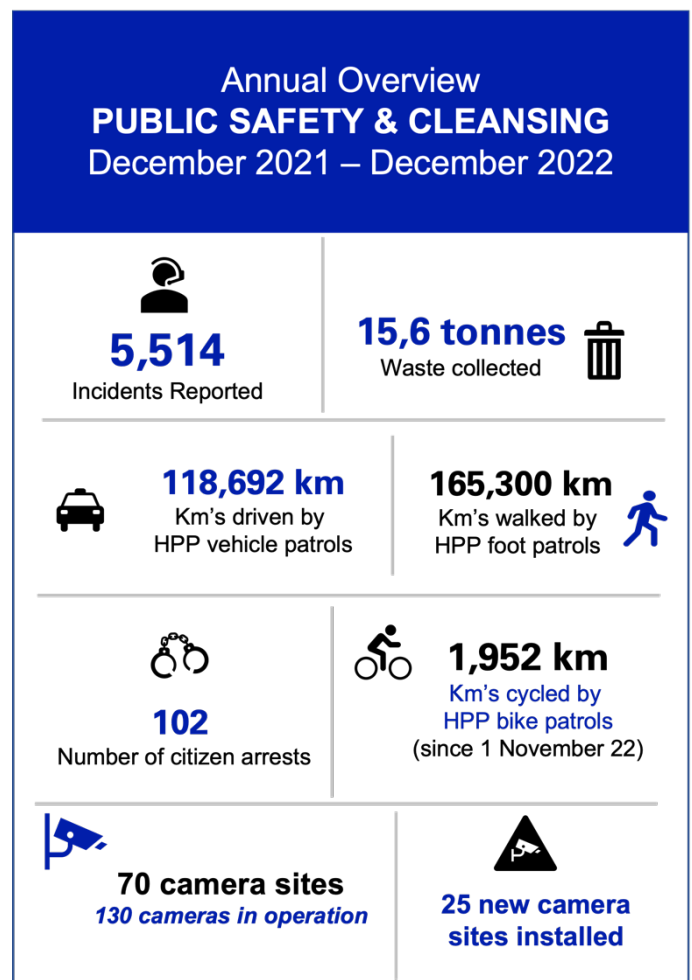 Annual Overview
PUBLIC SAFETY & CLEANSING
December 2021 – December 2022
5,514
Incidents Reported
15,6 tonnes
Waste collected
118,692 km
Km's driven by
HPP vehicle patrols
165,300 km
Km's walked by
HPP foot patrols
102
Number of citizen arrests
1,952 km
Km's cycled by
HPP bike patrols
(since 1 November 22)
70 camera sites
130 cameras in operation
25 new camera
sites installed